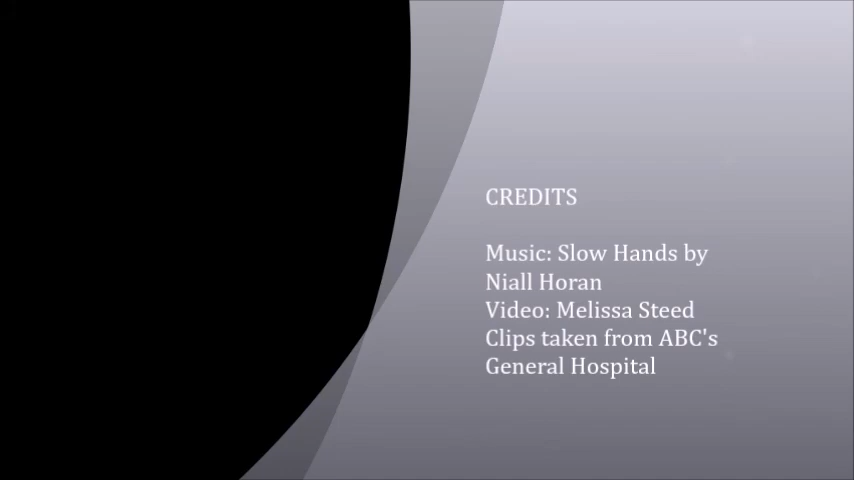 CREDITS
Music: Slow Hands by
Niall Horan
Video: Melissa Steed
Clips taken from ABC's
General Hospital